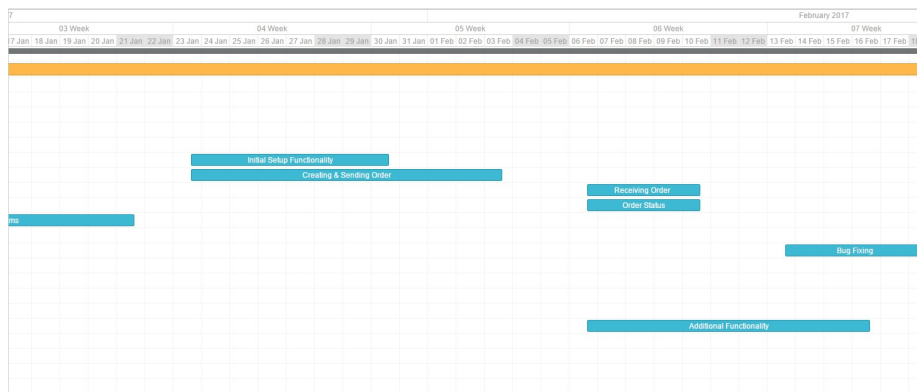 7 February 2017
03 Week 04 Week 05 Week 06 Week 07 Week
17 Jan 18 Jan 19 Jan 20 Jan 21 Jan 22 Jan 23 Jan 24 Jan 25 Jan 26 Jan 27 Jan 28 Jan 29 Jan 30 Jan 31 Jan 01 Feb 02 Feb 03 Feb 04 Feb 05 Feb 06 Feb 07 Feb 08 Feb 09 Feb 10 Feb 11 Feb 12 Feb 13 Feb 14 Feb 15 Feb 16 Feb 17 Feb 18
Initial Setup Functionality
Creating & Sending Order
Receiving Order
Order Status
ms
Bug Fixing
Additional Functionality